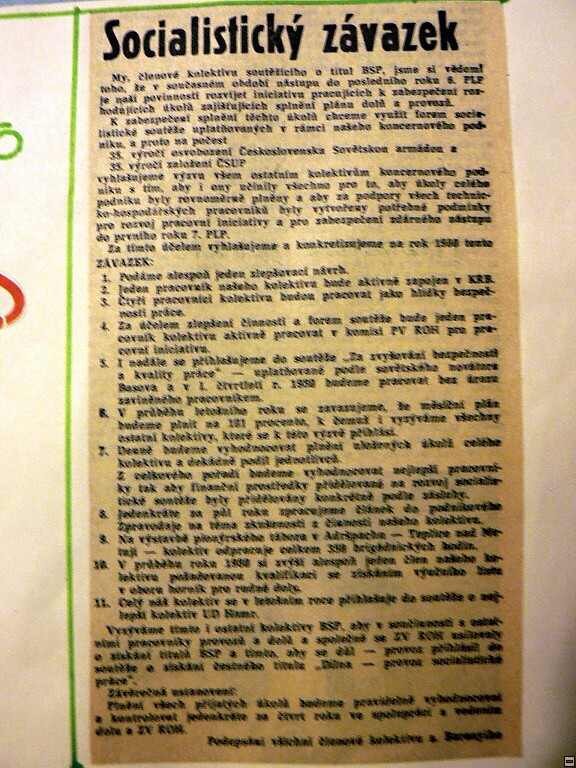 Socialistický závazek
My, členové kolektivu soutěžícího o titul BSP, jsme si vědomi
toho, že v současném období nástupu do posledního roku 6. PLP
je naší povinností rozvíjet iniciativu pracujících k zabezpečení roz-
hodujících úkolů zajišťujících splnění plánu dolů a provozů.
K zabezpečení splnění těchto úkolů chceme využít forem socia-
listické soutěže uplatňovaných v rámci našeho koncernového pod-
niku, a proto na počest
35. výročí osvobození Československa Sovětskou armádou a
35. výročí založení ČSUP
vyhlašujeme výzvu všem ostatním kolektivům koncernového pod-
niku s tím, aby i ony učinily všechno pro to, aby úkoly celého
podniku byly rovnoměrně plněny a aby za podpory všech technic-
ko-hospodářských pracovníků byly vytvořeny potřebné podmínky
pro rozvoj pracovní iniciativy a pro zabezpečení zdárného nástupu
do prvního roku 7. PLP.
Za tímto účelem vyhlašujeme a konkretizujeme na rok 1980 tento
ZÁVAZEK:
1. Podáme alespoň jeden zlepšovací návrh.
2. Jeden pracovník našeho kolektivu bude aktivně zapojen v KRB.
3. Čtyři pracovníci kolektivu budou pracovat jako hlídky bezpeč-
nosti práce.
4. Za účelem zlepšení činnosti a forem soutěže bude jeden pra-
covník kolektivu aktivně pracovat v komisi PV ROH pro pra-
covní iniciativu.
5. I nadále se přihlašujeme do soutěže „Za zvyšování bezpečnosti
a kvality práce" — uplatňované podle sovětského novátora
Basova a v 1. čtvrtletí r. 1980 budeme pracovat bez úrazu
zaviněného pracovníkem.
6. V průběhu letošního roku se zavazujeme, že měsíční plán
budeme plnit na 101 procento, k čemuž i vyzýváme všechny
ostatní kolektivy, které se k této výzvě přihlásí.
7. Denně budeme vyhodnocovat plnění uložených úkolů celého
kolektivu a dekádně podíl jednotlivců.
Z celkového pořadí budeme vyhodnocovat nejlepší pracovní-
ky tak aby finanční prostředky přidělované na rozvoj socialis-
tické soutěže byly přidělovány konkrétně podle zásluhy.
8. Jedenkráte za půl roku zpracujeme článek do podnikového
Zpravodaje na téma zkušeností z činnosti našeho kolektivu.
9. Na výstavbě pionýrského tábora v Adršpachu — Teplice nad Me-
tují — kolektiv odpracuje celkem 350 brigádnických hodin.
10. V průběhu roku 1980 si zvýší alespoň jeden člen našeho ko-
lektivu požadovanou kvalifikaci se získáním výučního listu
v oboru horník pro rudné doly.
11. Celý náš kolektiv se v letošním roce přihlašuje do soutěže o nej-
lepší kolektiv UD Hamr.
Vyzýváme tímto i ostatní kolektivy BSP, aby v součinnosti s ostat-
ními pracovníky provozů a dolů a společně se ZV ROH usilovaly
o získání titulů BSP a tímto, aby se důl — provoz přihlásil do
soutěže o získání čestného titulu „Dílna — provoz socialistické
práce".
Závěrečná ustanovení:
Plnění všech přijatých úkolů budeme pravidelně vyhodnocovat
a kontrolovat jedenkráte za čtvrt roku ve spolupráci s vedením
dolu a ZV ROH.
Podepsáni všichni členové kolektivu s. Baranyiho